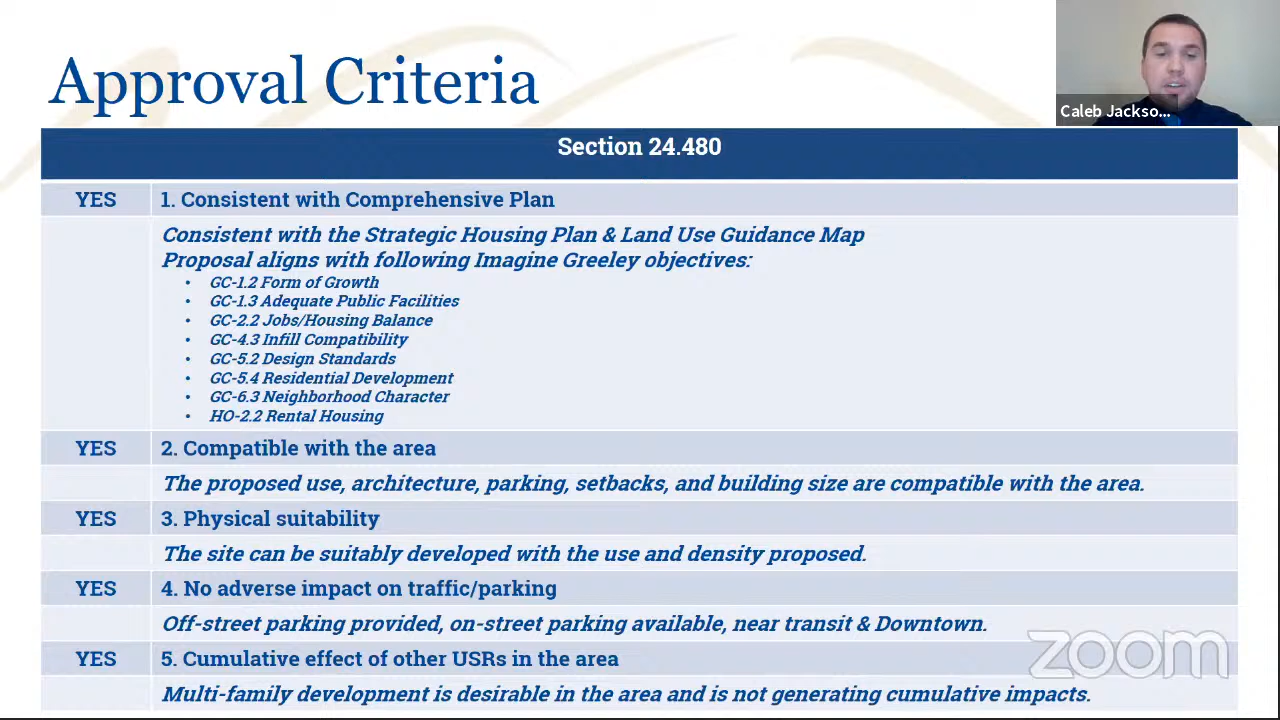 Approval Criteria
Caleb Jackso...
Section 24.480
YES 1. Consistent with Comprehensive Plan
Consistent with the Strategic Housing Plan & Land Use Guidance Map
Proposal aligns with following Imagine Greeley objectives:
• GC-1.2 Form of Growth
• GC-1.3 Adequate Public Facilities
• GC-2.2 Jobs/Housing Balance
• GC-4.3 Infill Compatibility
• GC-5.2 Design Standards
• GC-5.4 Residential Development
• GC-6.3 Neighborhood Character
• HO-2.2 Rental Housing
YES 2. Compatible with the area
The proposed use, architecture, parking, setbacks, and building size are compatible with the area.
YES 3. Physical suitability
The site can be suitably developed with the use and density proposed.
YES 4. No adverse impact on traffic/parking
Off-street parking provided, on-street parking available, near transit & Downtown.
YES 5. Cumulative effect of other USRs in the area
Multi-family development is desirable in the area and is not generating cumulative impacts.
zoom